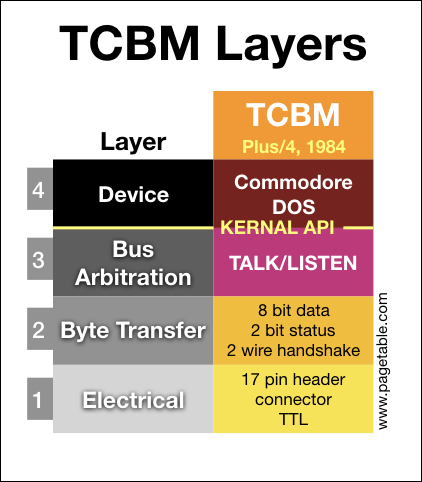 TCBM Layers
Layer
TCBM
Plus/4, 1984
4
Device
Commodore
DOS
KERNAL API
3
Bus
Arbitration
TALK/LISTEN
2
Byte Transfer
8 bit data
2 bit status
2 wire handshake
1
Electrical
17 pin header
connector
TTL
www.pagetable.com